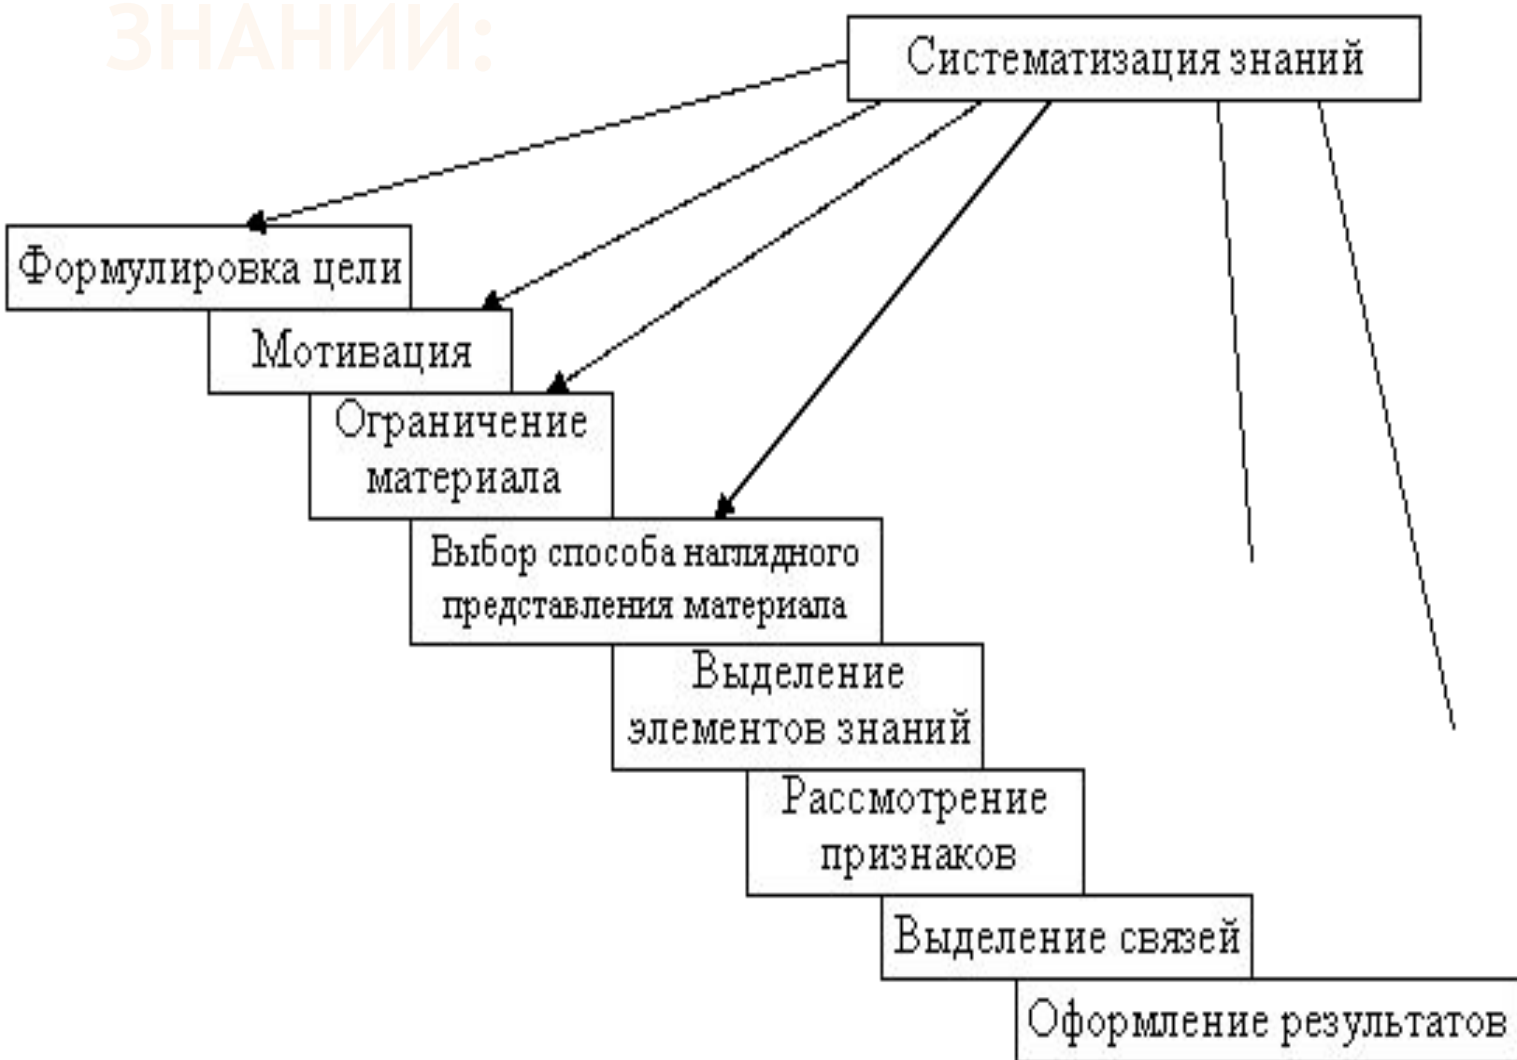 ЗНАНИИ:
Систематизация знаний
Формулировка цели
Мотивация
Ограничение
материала
Выбор способа наглядного
представления материала
Выделение
элементов знаний
Рассмотрение
признаков
Выделение связей
Оформление результатов